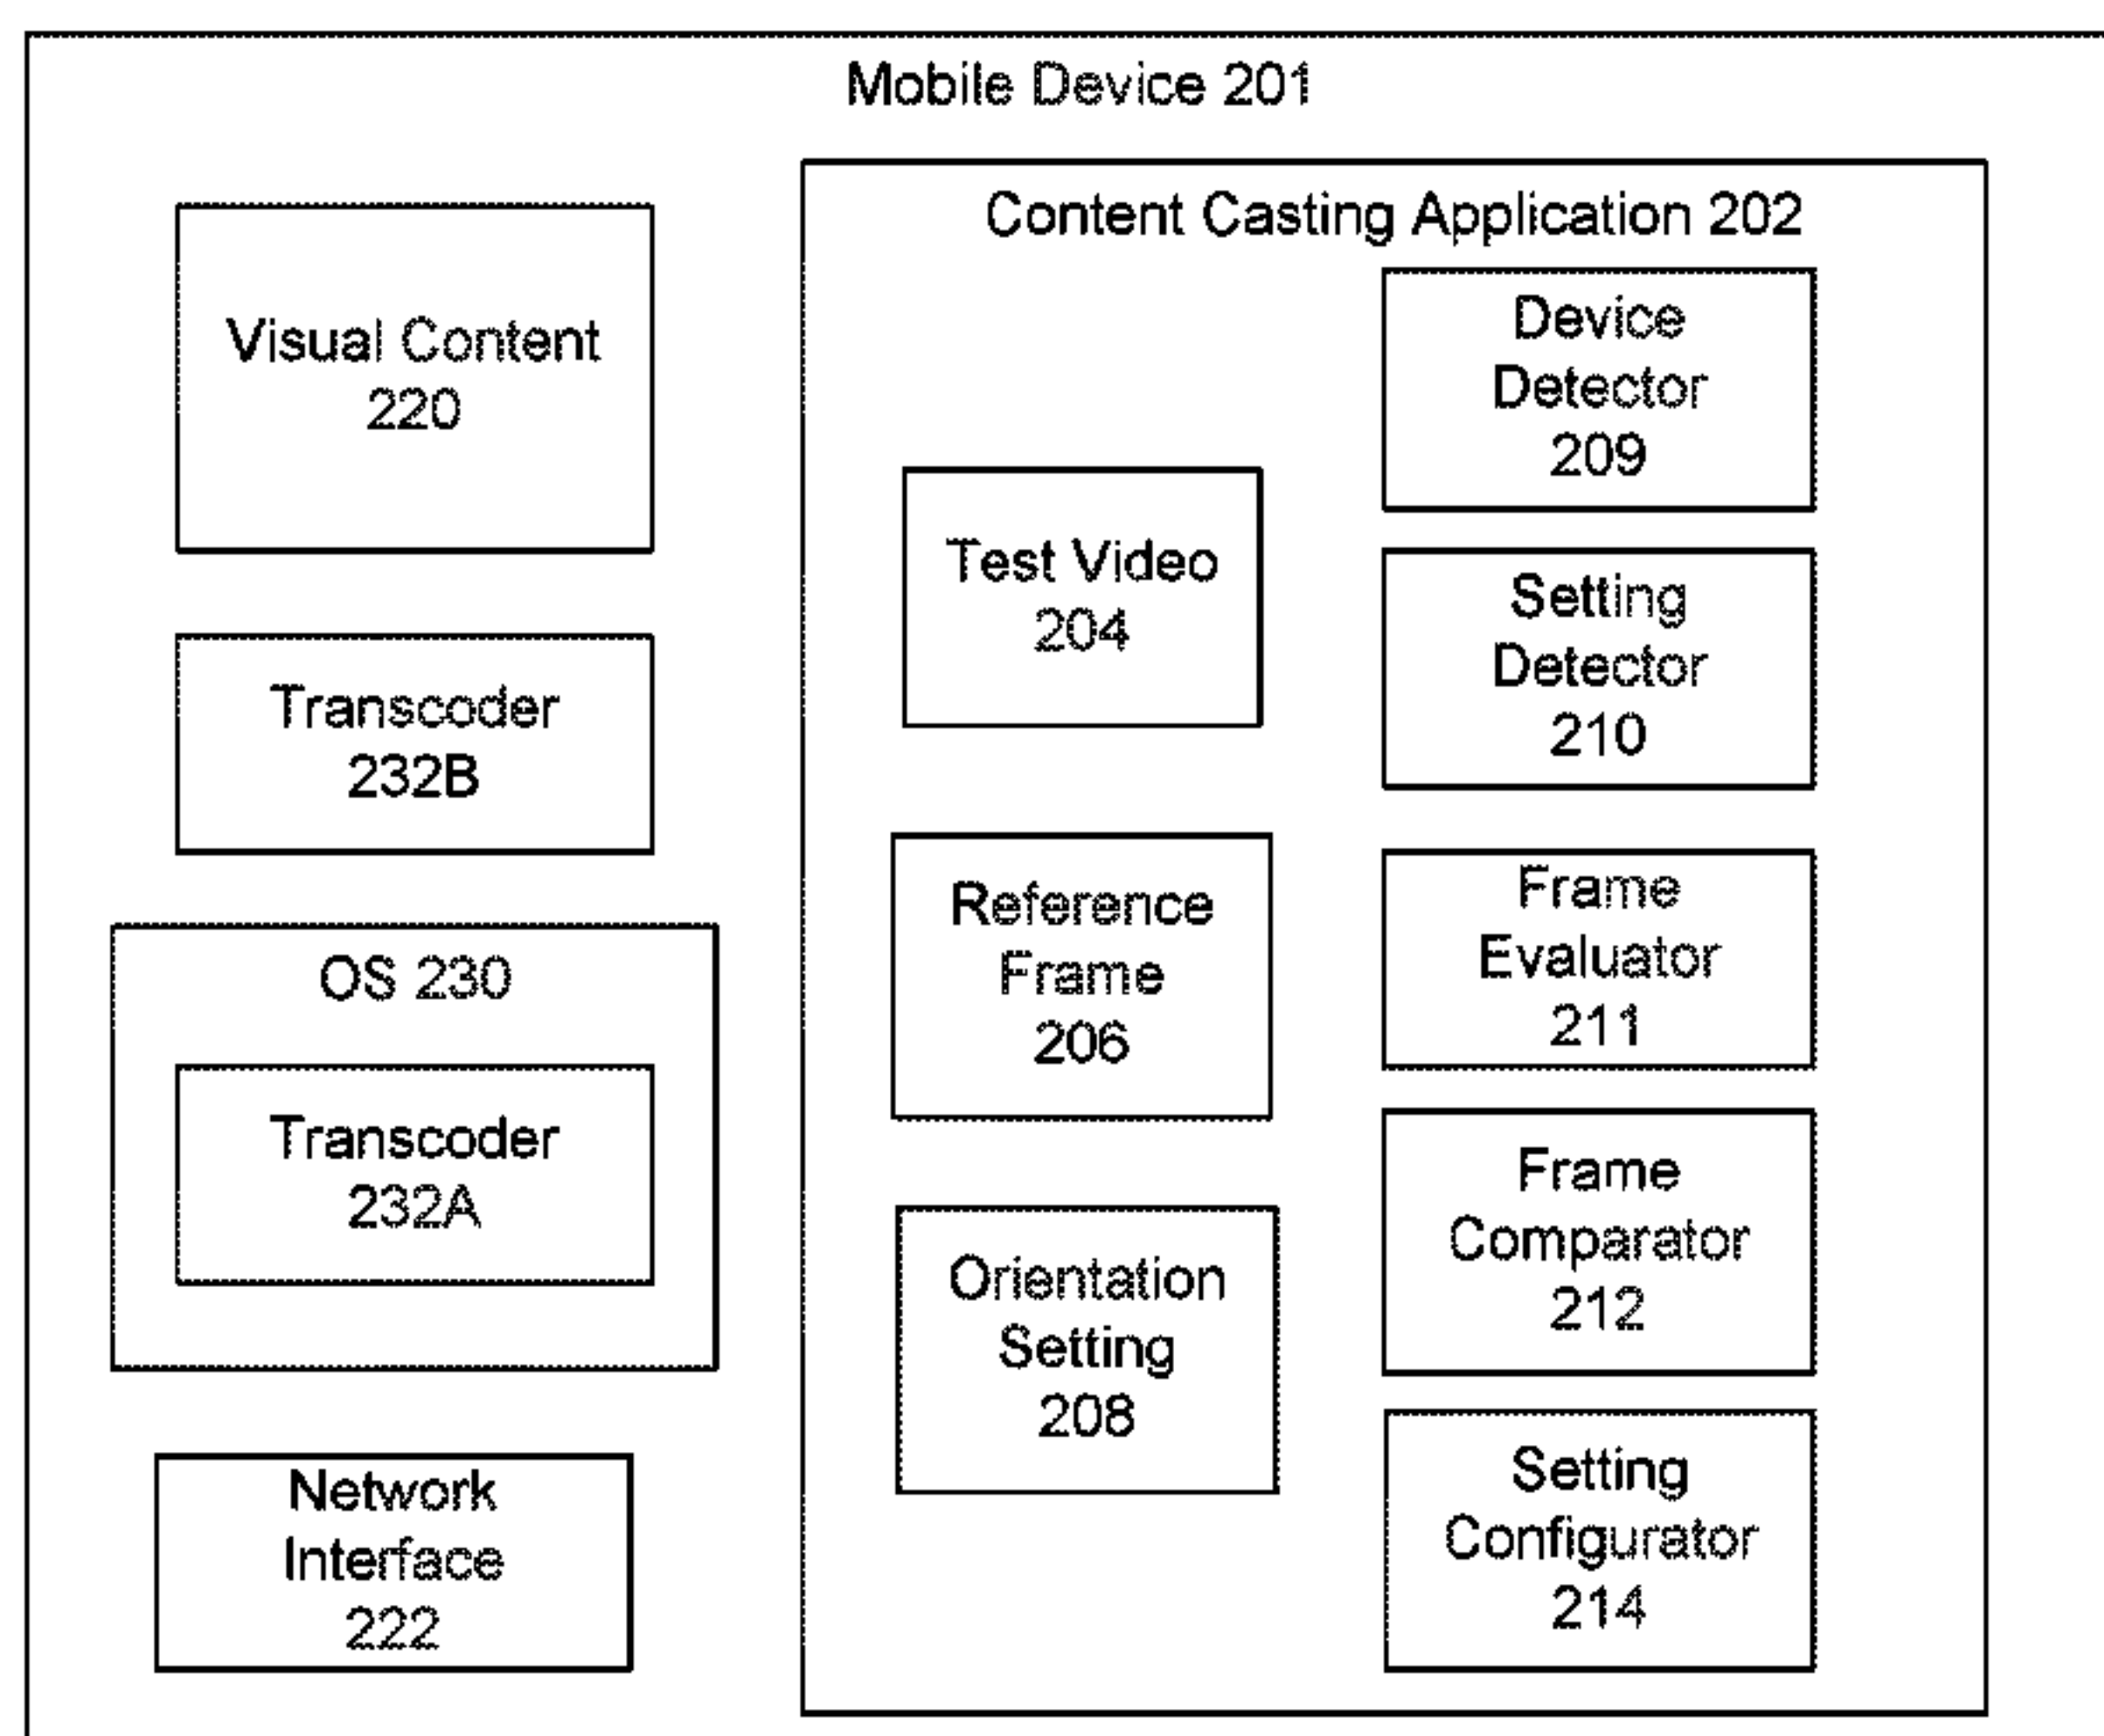 Mobile Device 201
Visual Content
220
Transcoder
232B
OS 230
Transcoder
232A
Network
Interface
222
Content Casting Application 202
Test Video
204
Reference
Frame
206
Orientation
Setting
208
Device
Detector
209
Setting
Detector
210
Frame
Evaluator
211
Frame
Comparator
212
Setting
Configurator
214